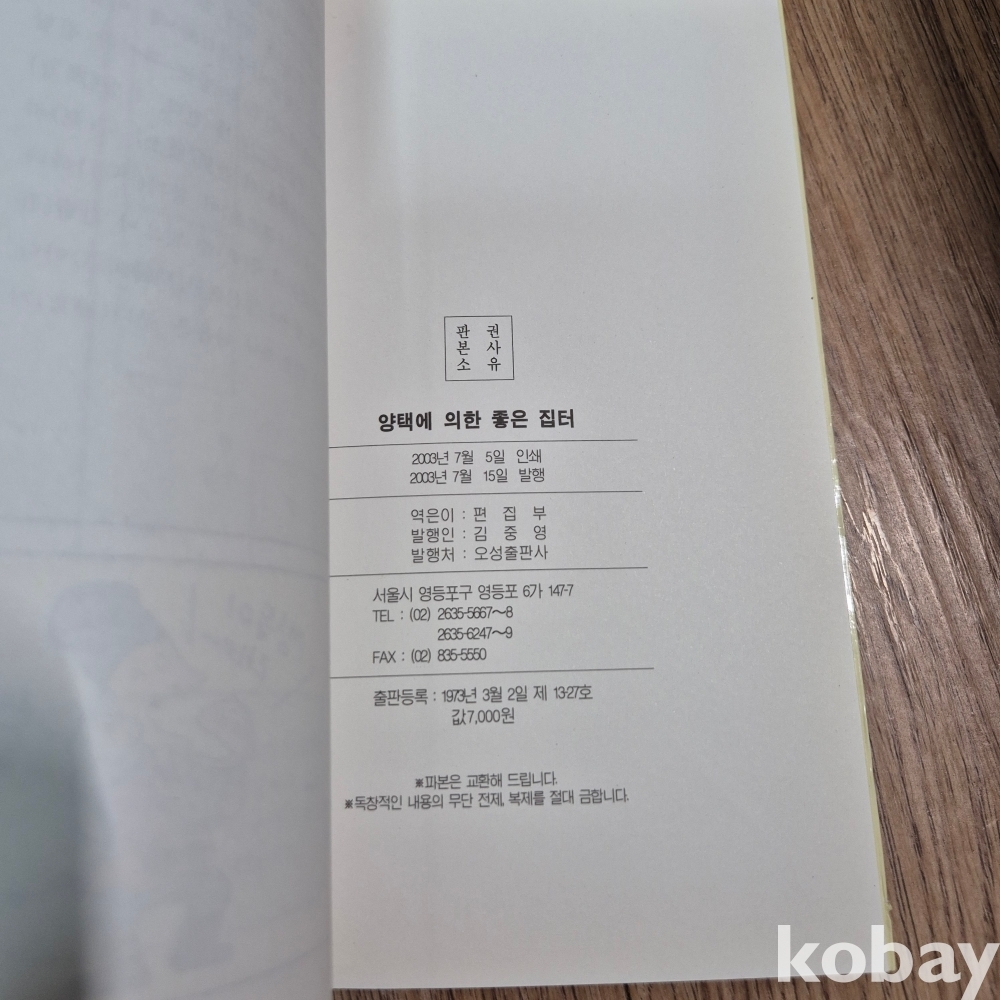 판 권
본 사
소 유
양택에 의한 좋은 집터
2003년 7월 5일 인쇄
2003년 7월 15일 발행
역은이 : 편 집 부
발행인 : 김 중 영
발행처 : 오성출판사
서울시 영등포구 영등포 6가 147-7
TEL : (02) 2635-5667~8
2635-6247~9
FAX : (02) 835-5550
출판등록 : 1973년 3월 2일 제 13-27호
값7,000원
※파본은 교환해 드립니다.
※독창적인 내용의 무단 전제, 복제를 절대 금합니다.
kobay